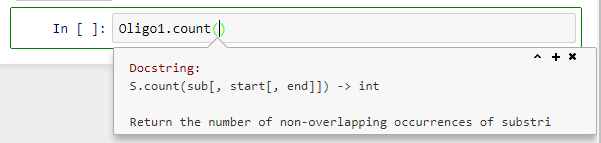 In [ ]: Oligo1.count()
Docstring:
S.count(sub[, start[, end]]) -> int
Return the number of non-overlapping occurrences of substri